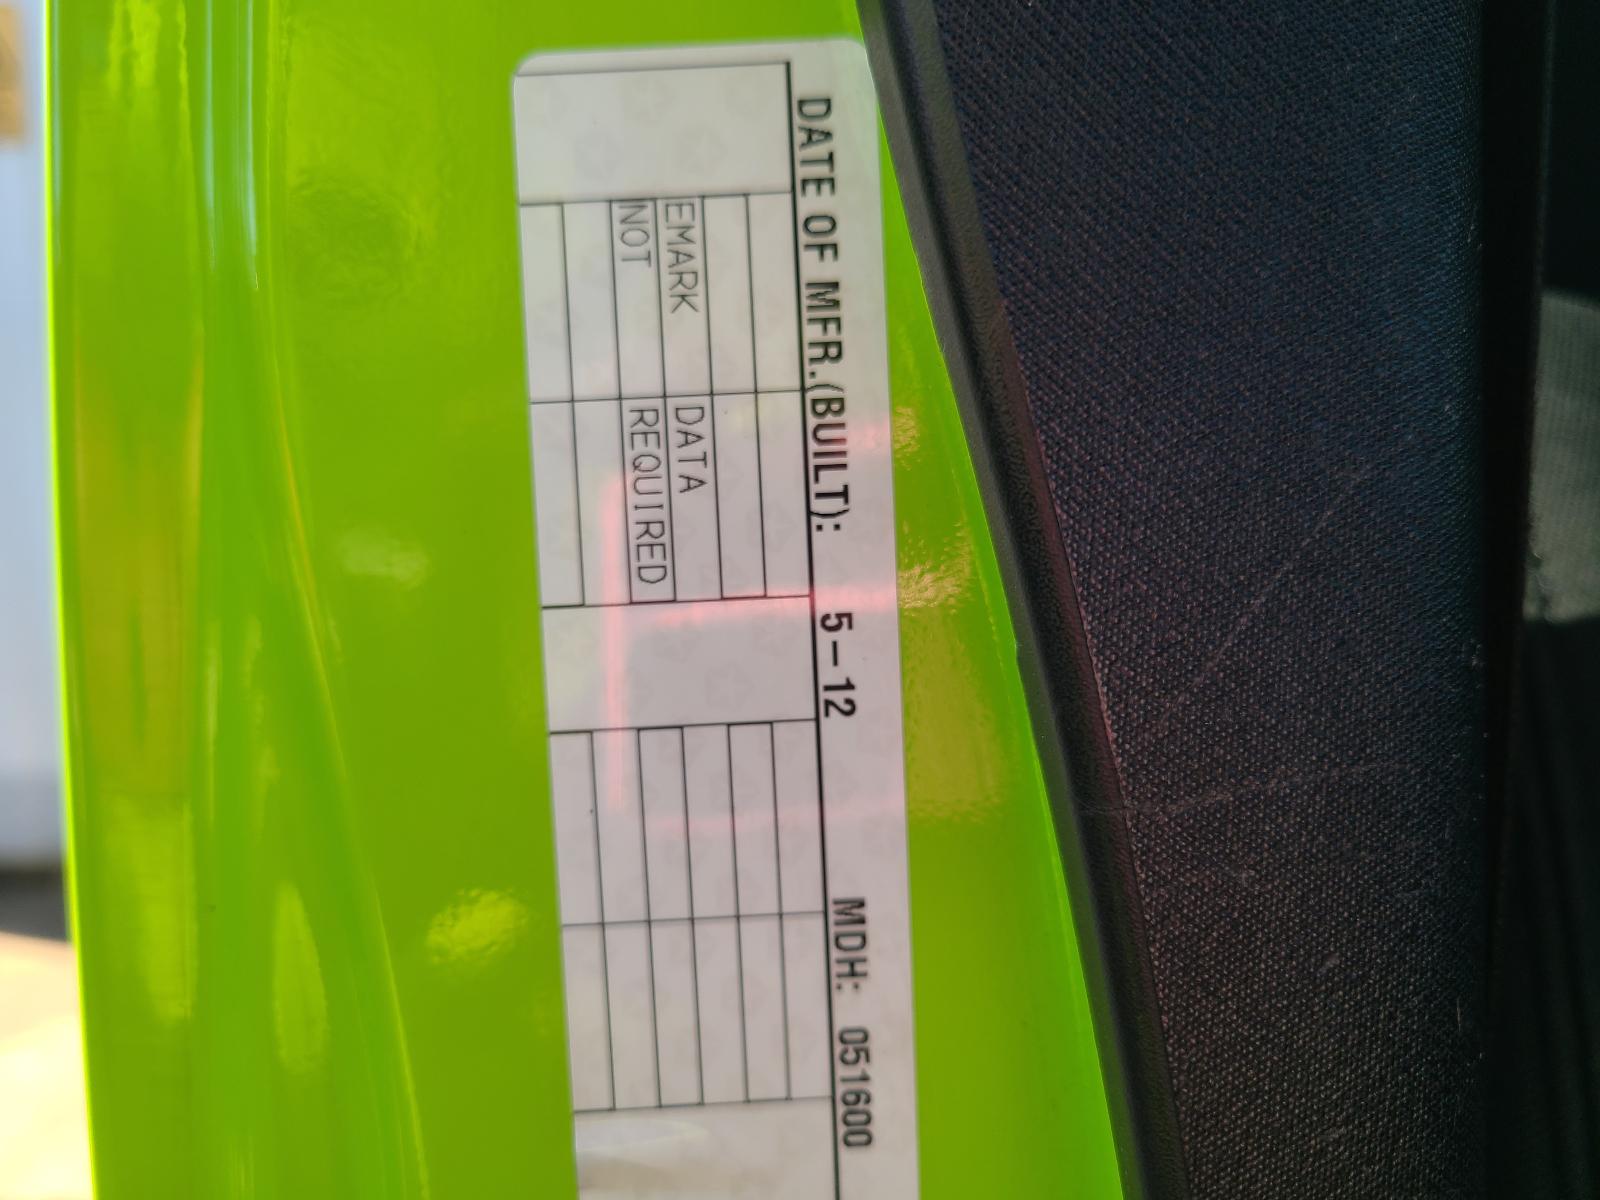 DATE OF MFR.(BUILT): 5-12 MDH: 051600
EMARK DATA
NOT REQUIRED